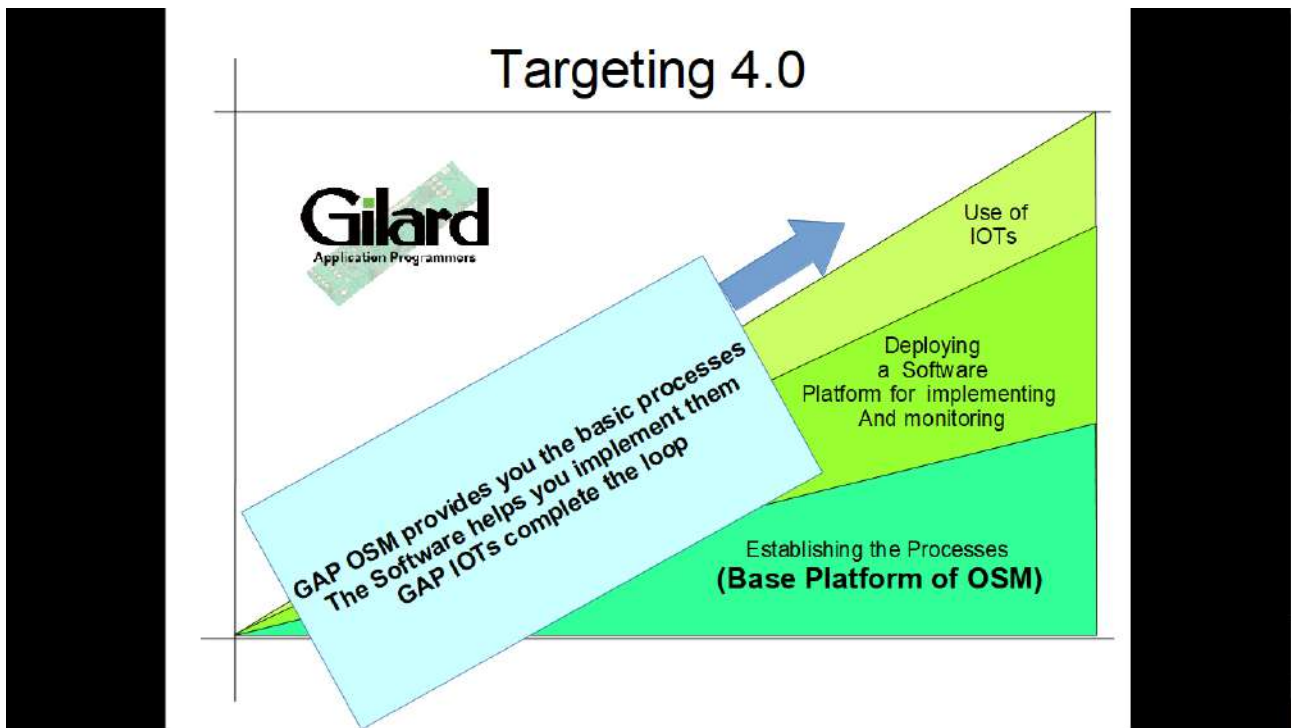 Targeting 4.0
Gilard
Application Programmers
Use of
IOTs
Deploying
a Software
Platform for implementing
And monitoring
GAP OSM provides you the basic processes
The Software helps you implement them
GAP IOTs complete the loop
Establishing the Processes
(Base Platform of OSM)